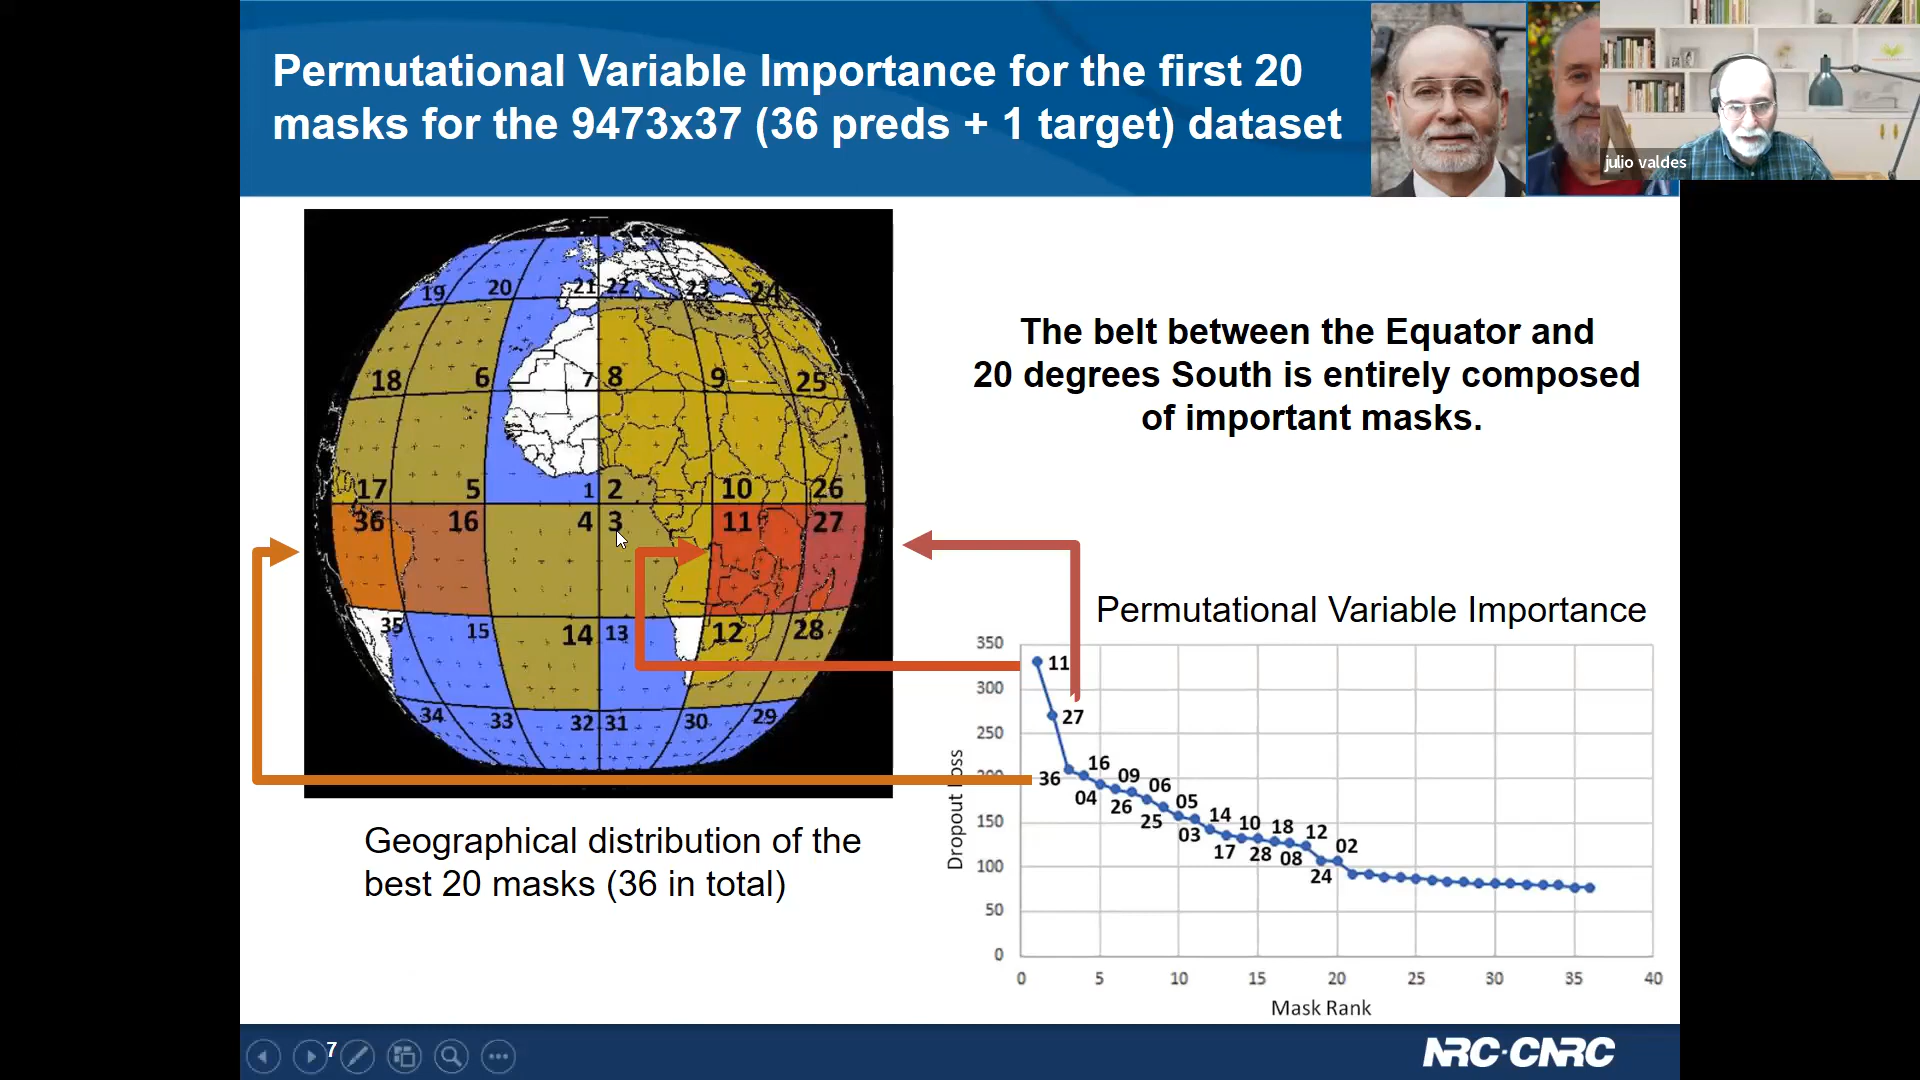 Permutational Variable Importance for the first 20
masks for the 9473x37 (36 preds + 1 target) dataset
julio valdes
19 20 21 22 23 24
18 6 7 8 9 25
17 5 1 2 10 26
36 16 4 3 11 27
35 15 14 13 12 28
34 33 32 31 30 29
Geographical distribution of the
best 20 masks (36 in total)
The belt between the Equator and
20 degrees South is entirely composed
of important masks.
Permutational Variable Importance
350
300
250
200
150
100
50
0
Dropout Loss
11
27
36
16
04
09
26
06
25
05
03
14
17
10
28
18
08
12
24
02
0 5 10 15 20 25 30 35 40
Mask Rank
7
NRC·CNRC